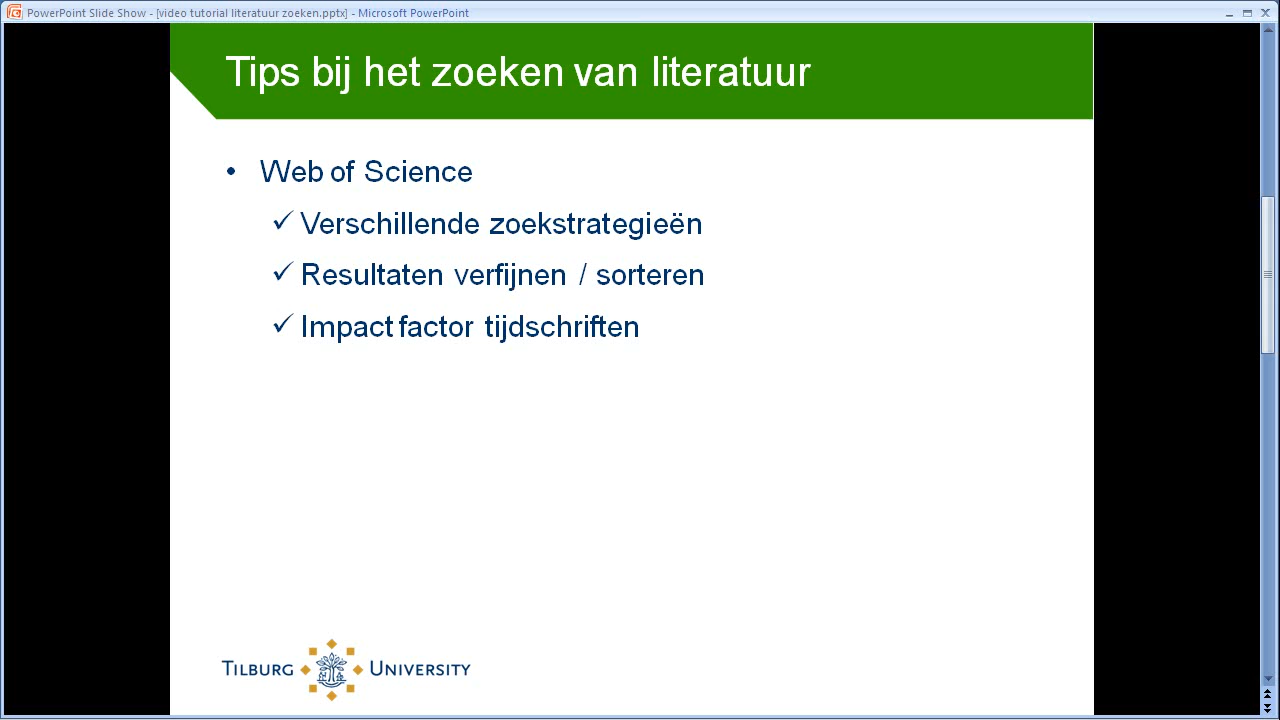 PowerPoint Slide Show - [video tutorial literatuur zoeken.pptx] - Microsoft PowerPoint
Tips bij het zoeken van literatuur
• Web of Science
✓ Verschillende zoekstrategieën
✓ Resultaten verfijnen / sorteren
✓ Impact factor tijdschriften
TILBURG UNIVERSITY